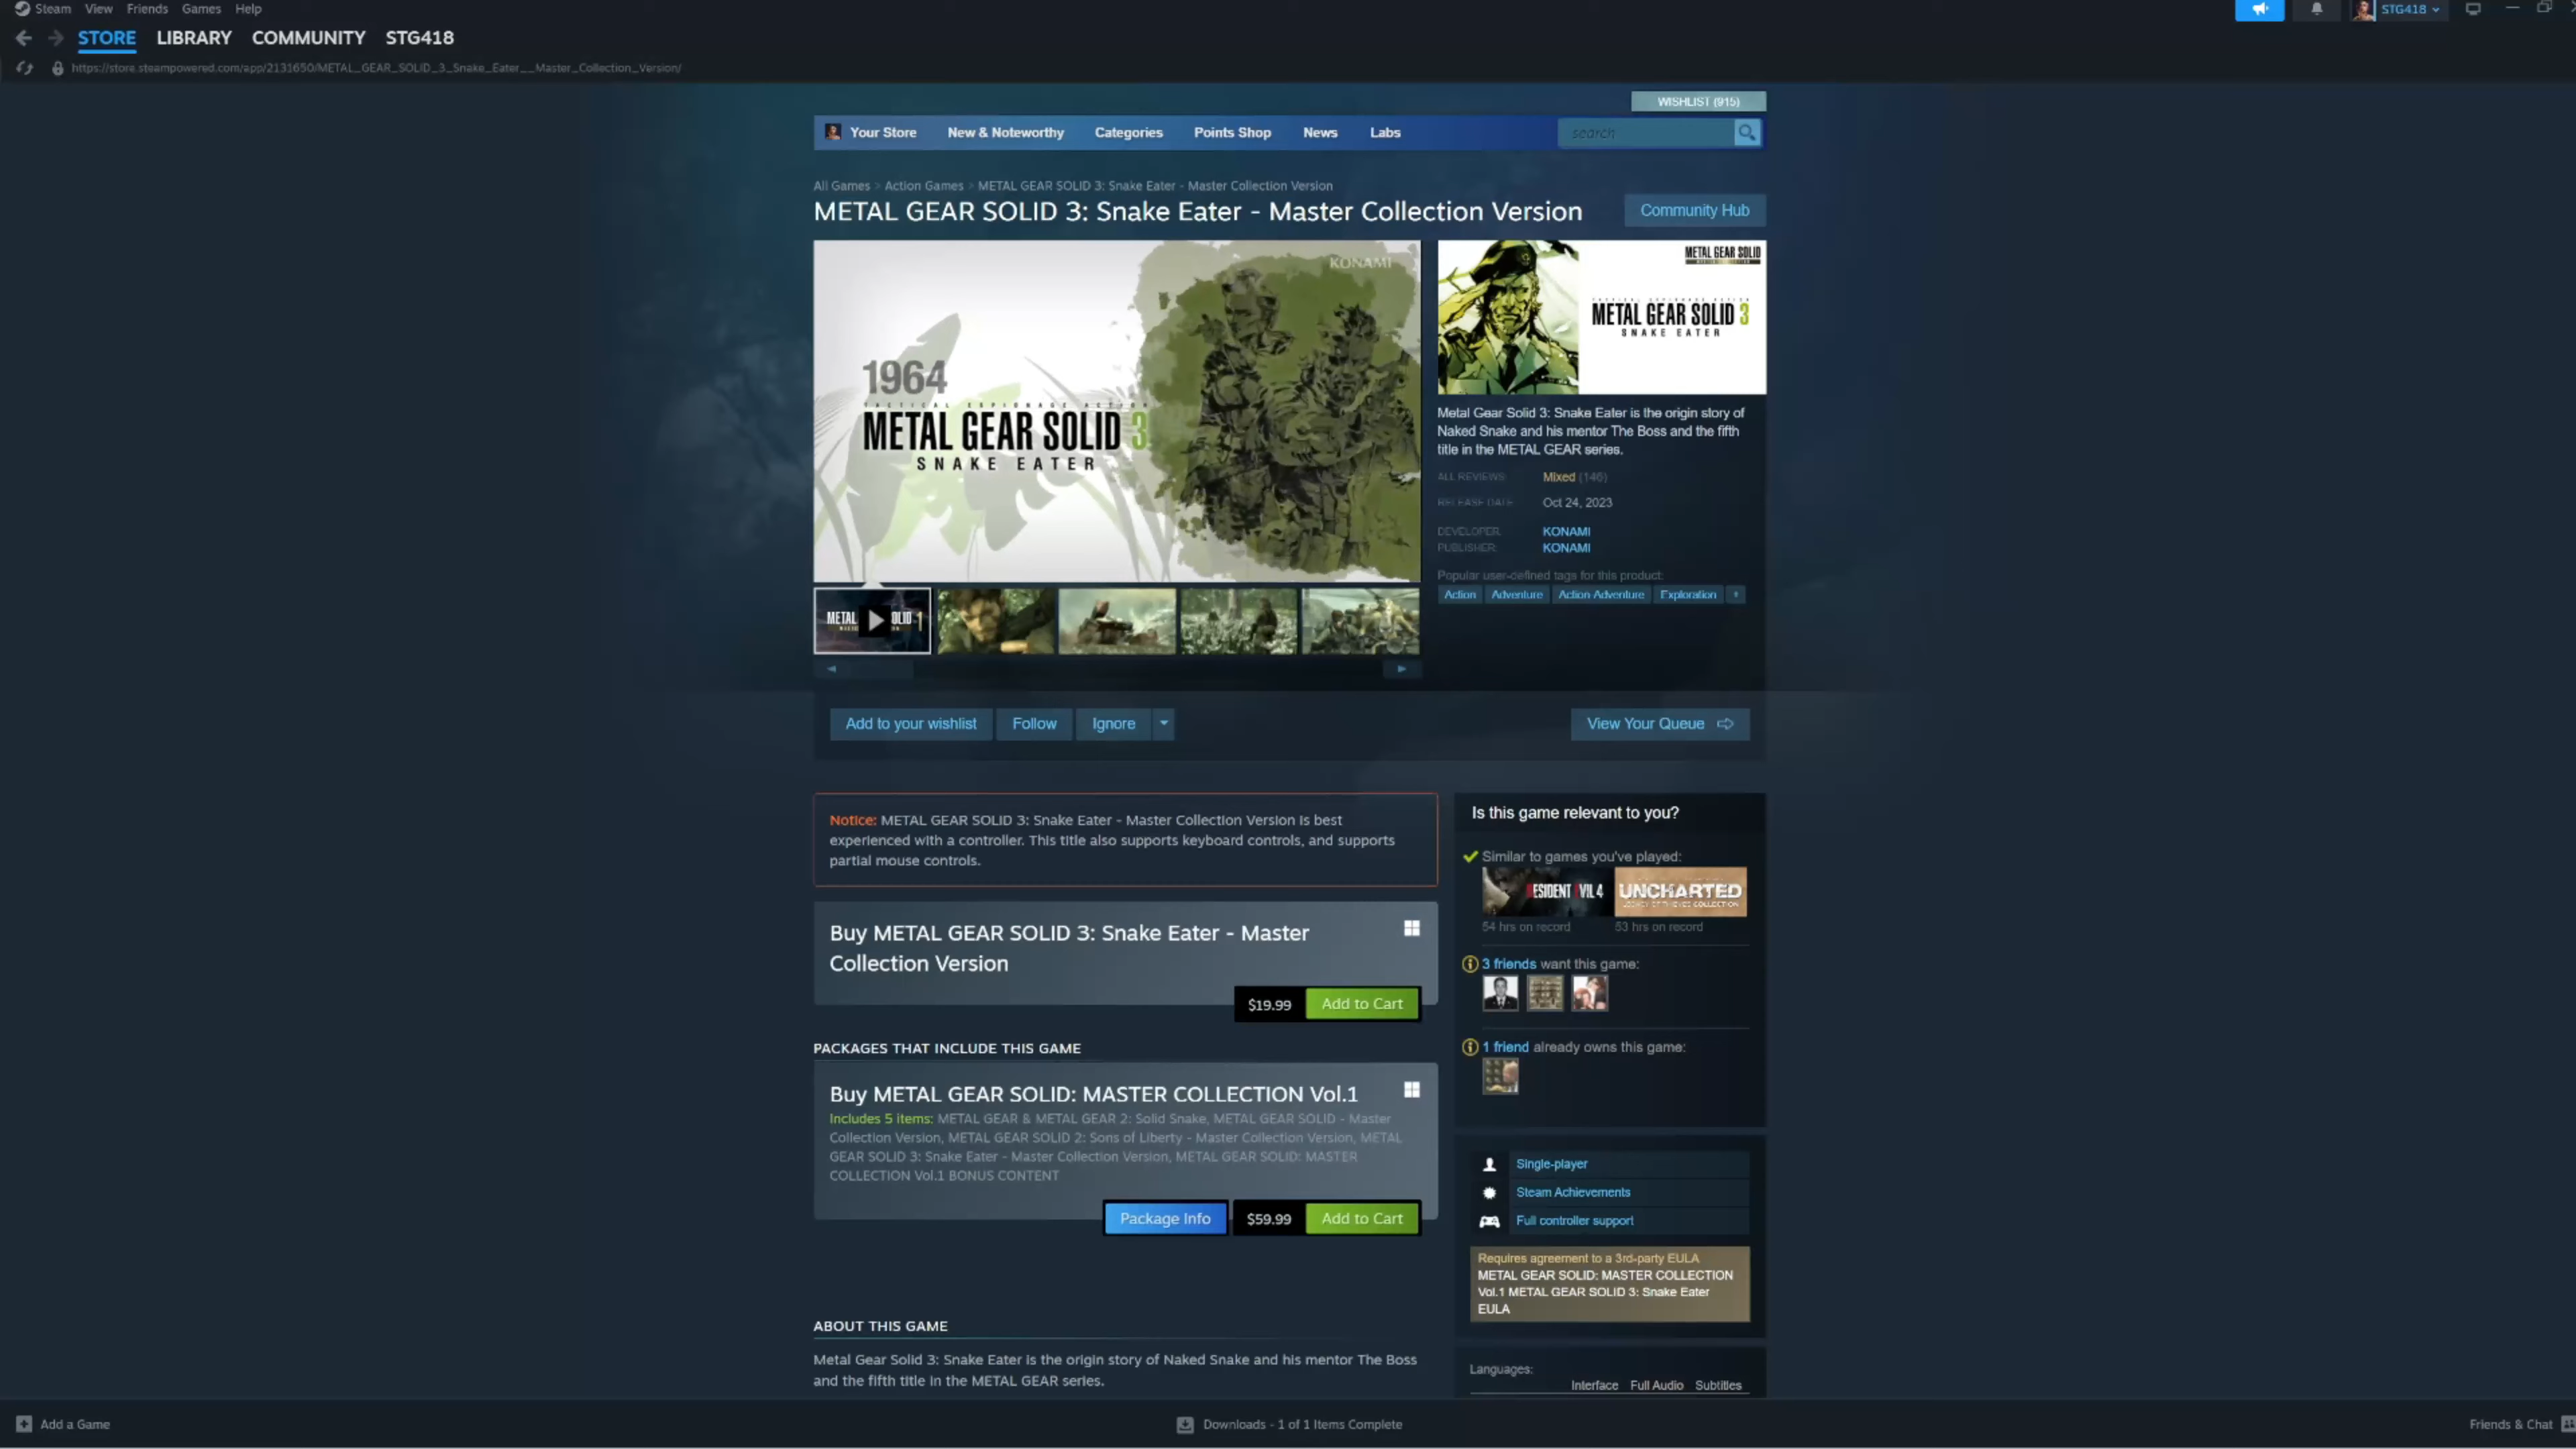 Steam View Friends Games Help
STG418
STORE LIBRARY COMMUNITY STG418
https://store.steampowered.com/app/2131650/METAL_GEAR_SOLID_3_Snake_Eater__Master_Collection_Version/
WISHLIST (915)
Your Store New & Noteworthy Categories Points Shop News Labs
search
All Games > Action Games > METAL GEAR SOLID 3: Snake Eater - Master Collection Version
METAL GEAR SOLID 3: Snake Eater - Master Collection Version
Community Hub
KONAMI
1964
TACTICAL ESPIONAGE ACTION
METAL GEAR SOLID 3
SNAKE EATER
METAL GEAR SOLID
METAL GEAR SOLID 3
SNAKE EATER
Metal Gear Solid 3: Snake Eater is the origin story of
Naked Snake and his mentor The Boss and the fifth
title in the METAL GEAR series.
ALL REVIEWS: Mixed (146)
RELEASE DATE: Oct 24, 2023
DEVELOPER: KONAMI
PUBLISHER: KONAMI
Popular user-defined tags for this product:
Action Adventure Action-Adventure Exploration +
METAL OLID 1
Add to your wishlist Follow Ignore
View Your Queue
Notice: METAL GEAR SOLID 3: Snake Eater - Master Collection Version is best
experienced with a controller. This title also supports keyboard controls, and supports
partial mouse controls.
Buy METAL GEAR SOLID 3: Snake Eater - Master
Collection Version
$19.99 Add to Cart
PACKAGES THAT INCLUDE THIS GAME
Buy METAL GEAR SOLID: MASTER COLLECTION Vol.1
Includes 5 items: METAL GEAR & METAL GEAR 2: Solid Snake, METAL GEAR SOLID - Master
Collection Version, METAL GEAR SOLID 2: Sons of Liberty - Master Collection Version, METAL
GEAR SOLID 3: Snake Eater - Master Collection Version, METAL GEAR SOLID: MASTER
COLLECTION Vol.1 BONUS CONTENT
Package Info $59.99 Add to Cart
ABOUT THIS GAME
Metal Gear Solid 3: Snake Eater is the origin story of Naked Snake and his mentor The Boss
and the fifth title in the METAL GEAR series.
Is this game relevant to you?
Similar to games you've played:
RESIDENT EVIL 4 UNCHARTED
LEGACY OF THIEVES COLLECTION
54 hrs on record 53 hrs on record
3 friends want this game:
1 friend already owns this game:
Single-player
Steam Achievements
Full controller support
Requires agreement to a 3rd-party EULA
METAL GEAR SOLID: MASTER COLLECTION
Vol.1 METAL GEAR SOLID 3: Snake Eater
EULA
Languages:
Interface Full Audio Subtitles
Add a Game
Downloads - 1 of 1 Items Complete
Friends & Chat